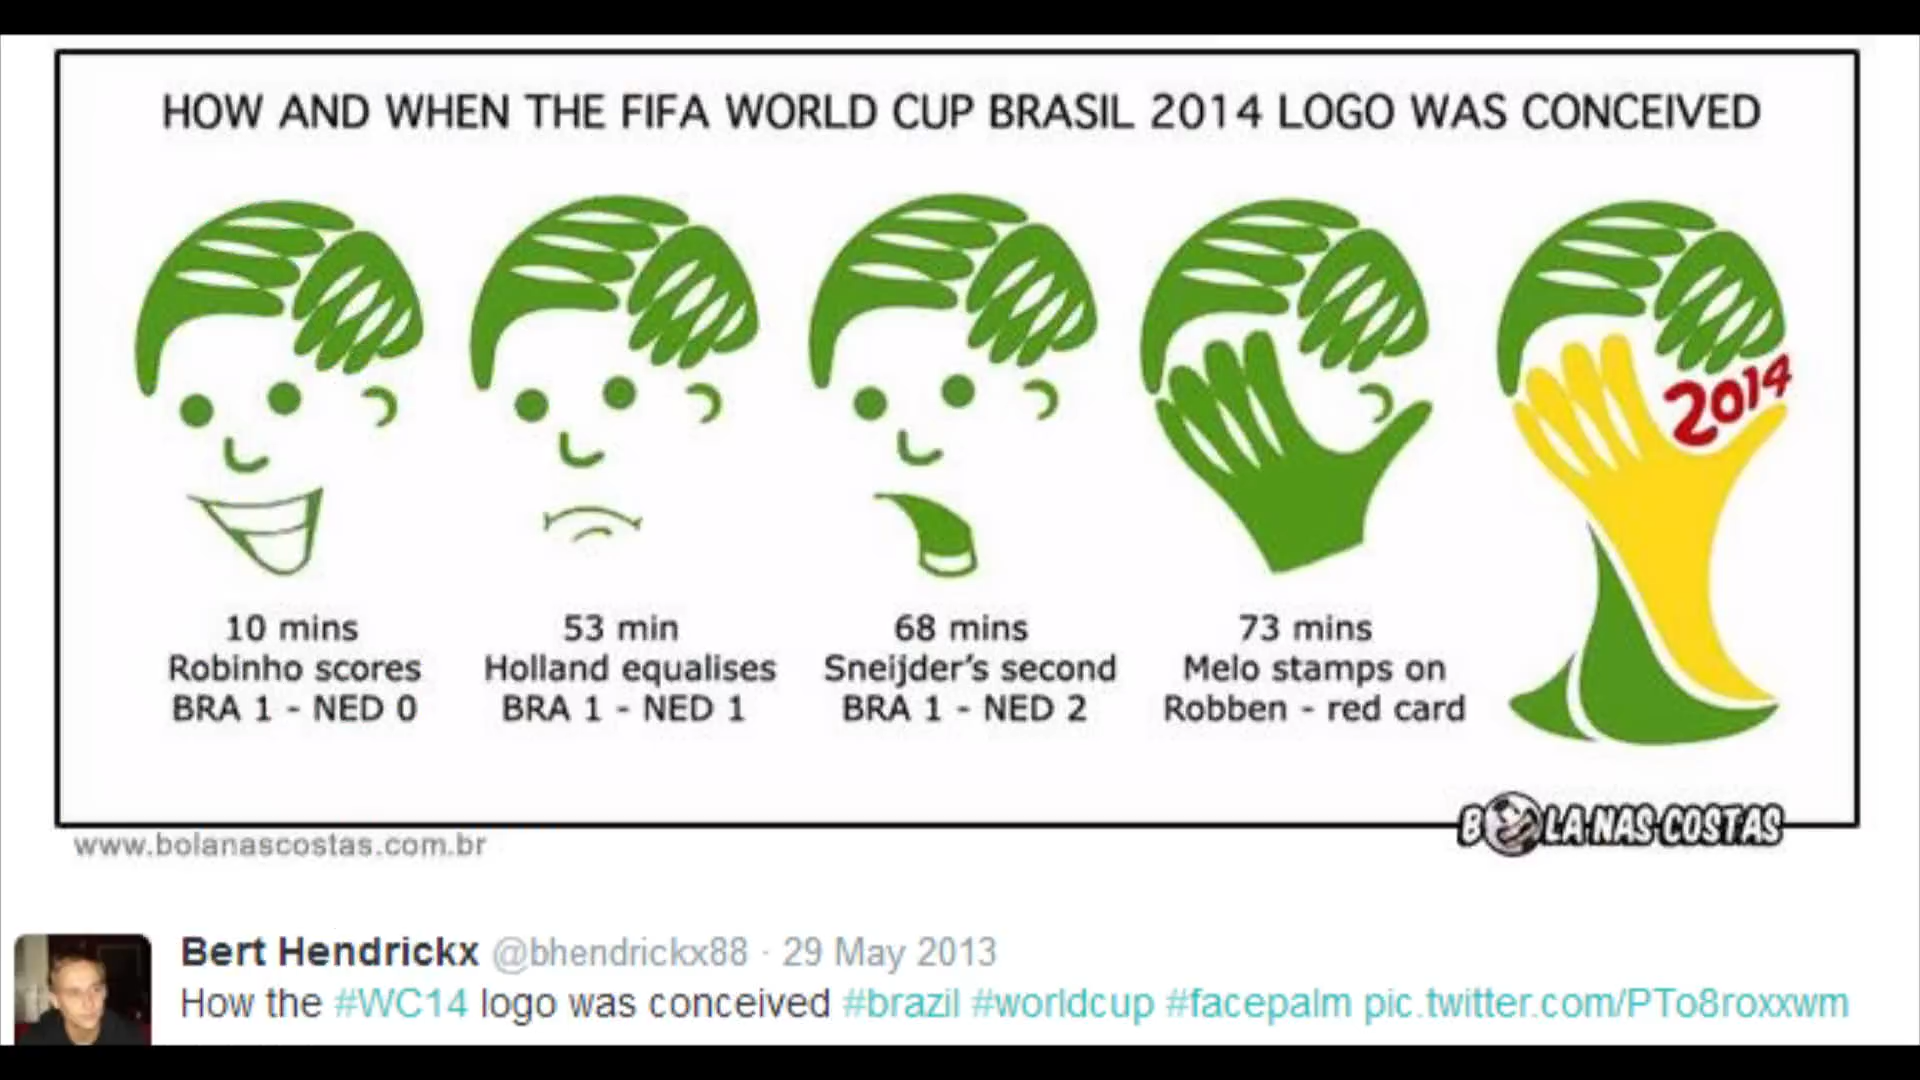 HOW AND WHEN THE FIFA WORLD CUP BRASIL 2014 LOGO WAS CONCEIVED
2014
10 mins
Robinho scores
BRA 1 - NED 0
53 min
Holland equalises
BRA 1 - NED 1
68 mins
Sneijder's second
BRA 1 - NED 2
73 mins
Melo stamps on
Robben - red card
BOLA NAS COSTAS
www.bolanascostas.com.br
Bert Hendrickx @bhendrickx88 · 29 May 2013
How the #WC14 logo was conceived #brazil #worldcup #facepalm pic.twitter.com/PTo8roxxwm